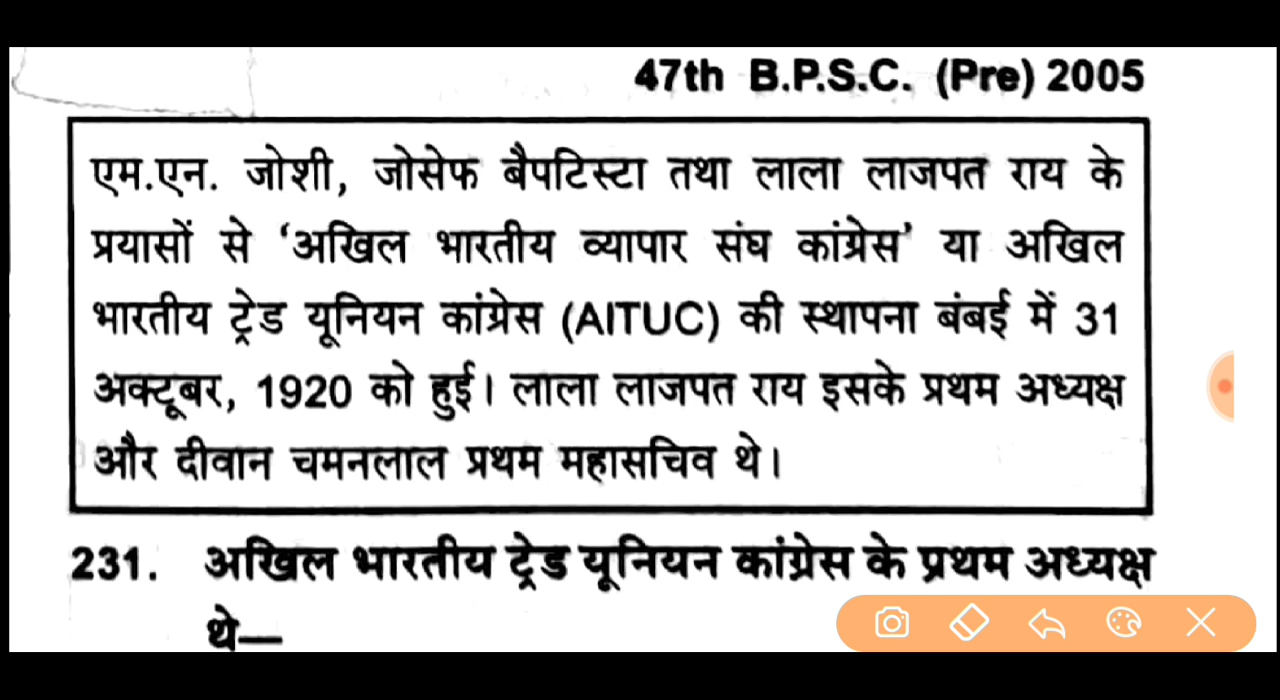 47th B.P.S.C. (Pre) 2005
एम.एन. जोशी, जोसेफ बैपटिस्टा तथा लाला लाजपत राय के
प्रयासों से ‘अखिल भारतीय व्यापार संघ कांग्रेस’ या अखिल
भारतीय ट्रेड यूनियन कांग्रेस (AITUC) की स्थापना बंबई में 31
अक्टूबर, 1920 को हुई। लाला लाजपत राय इसके प्रथम अध्यक्ष
और दीवान चमनलाल प्रथम महासचिव थे।
231. अखिल भारतीय ट्रेड यूनियन कांग्रेस के प्रथम अध्यक्ष
थे—